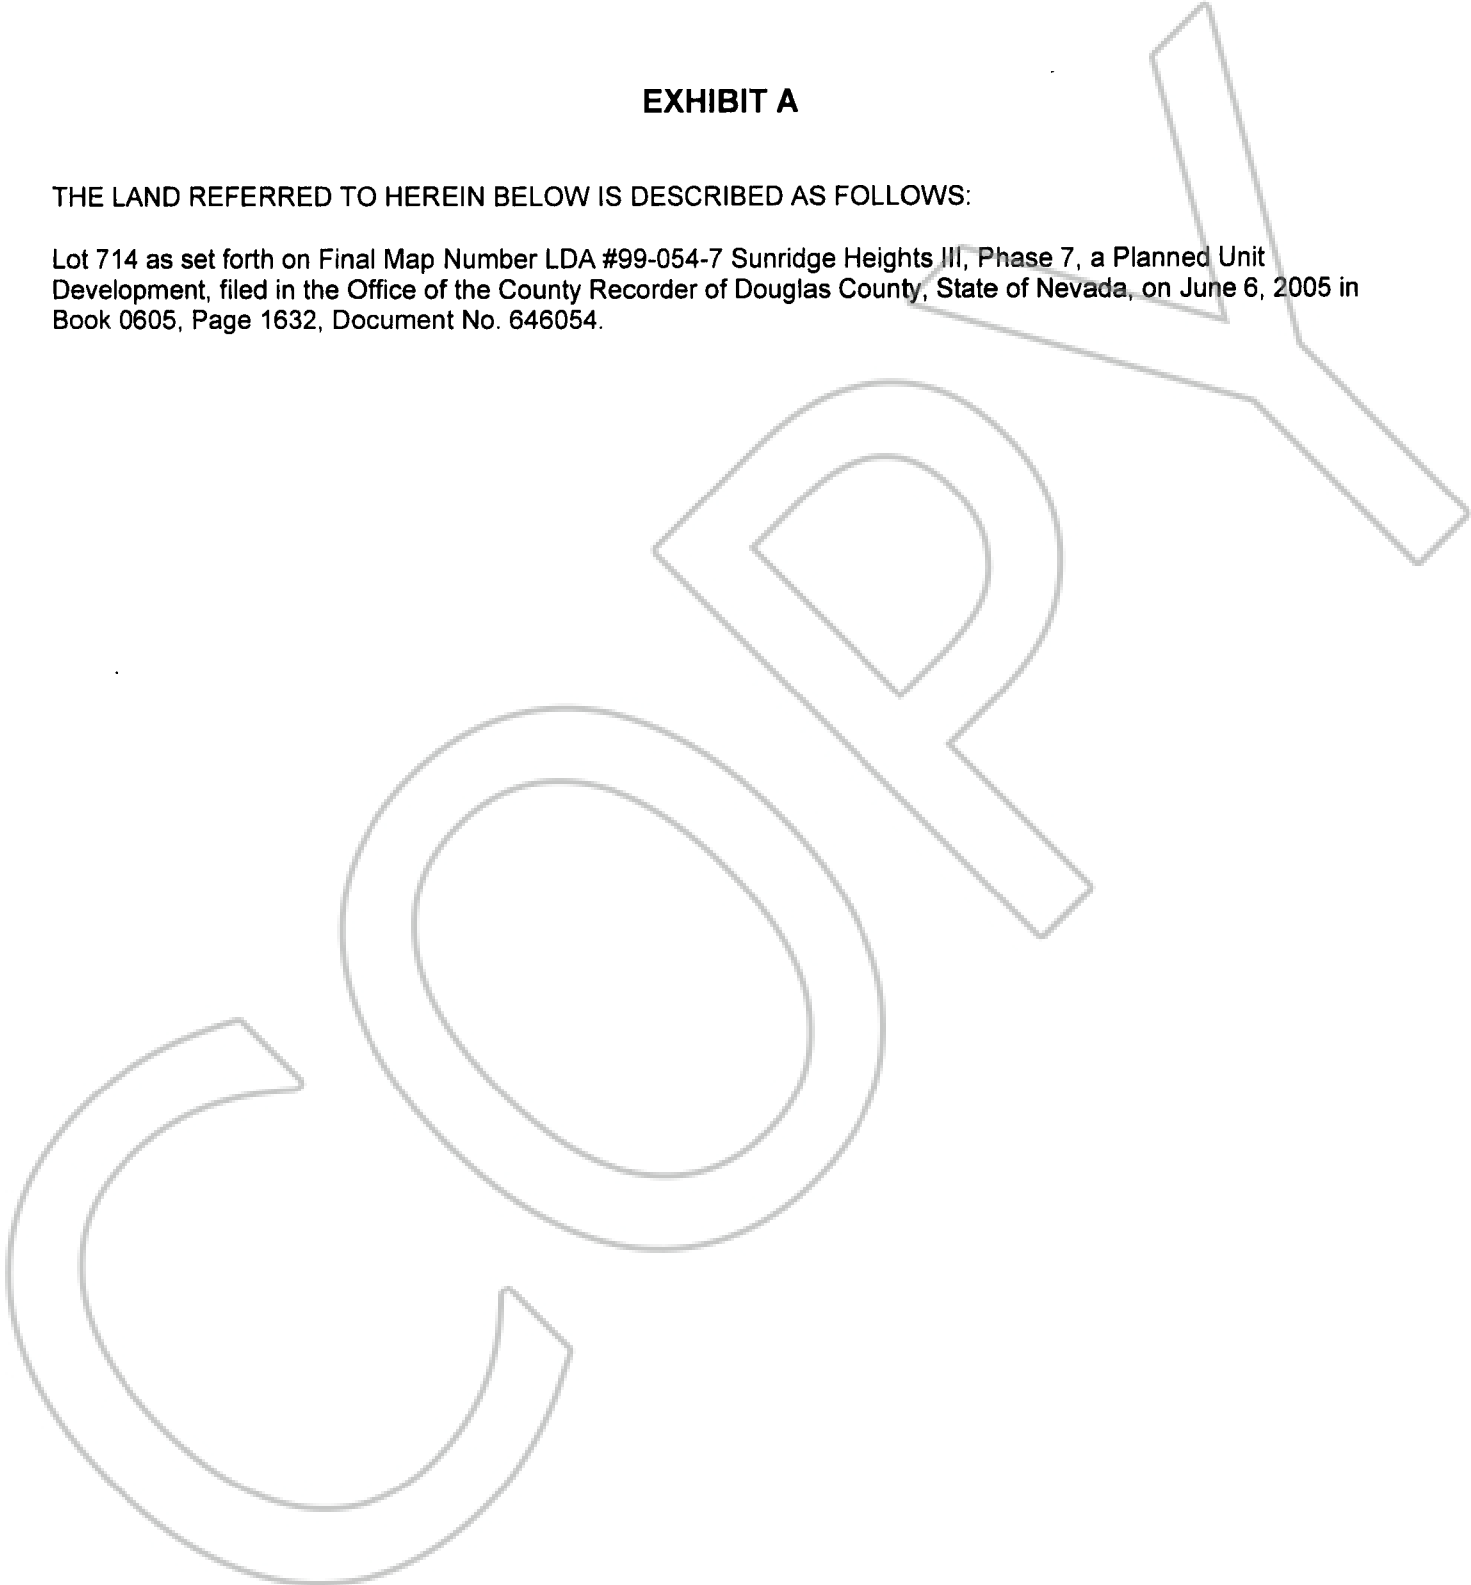 EXHIBIT A
THE LAND REFERRED TO HEREIN BELOW IS DESCRIBED AS FOLLOWS:
Lot 714 as set forth on Final Map Number LDA #99-054-7 Sunridge Heights III, Phase 7, a Planned Unit
Development, filed in the Office of the County Recorder of Douglas County, State of Nevada, on June 6, 2005 in
Book 0605, Page 1632, Document No. 646054.
COPY